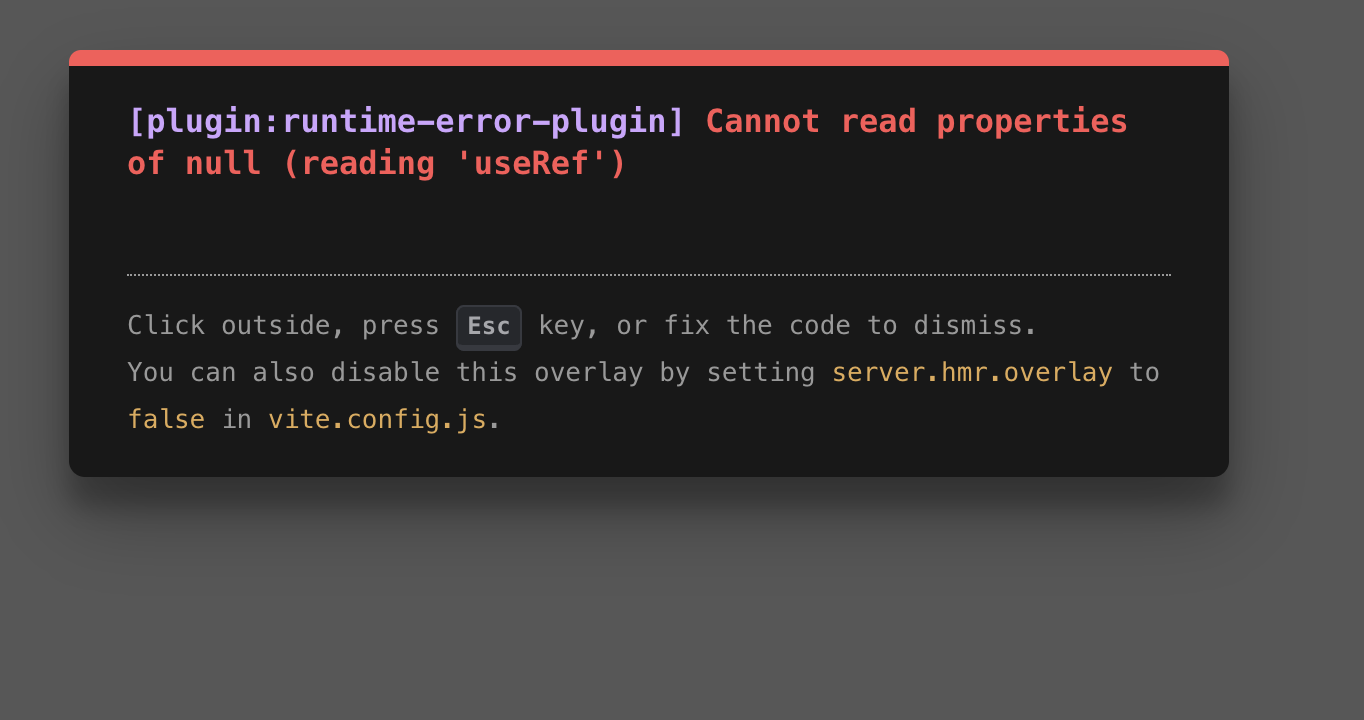 [plugin:runtime-error-plugin] Cannot read properties
of null (reading 'useRef')
Click outside, press Esc key, or fix the code to dismiss.
You can also disable this overlay by setting server.hmr.overlay to
false in vite.config.js.